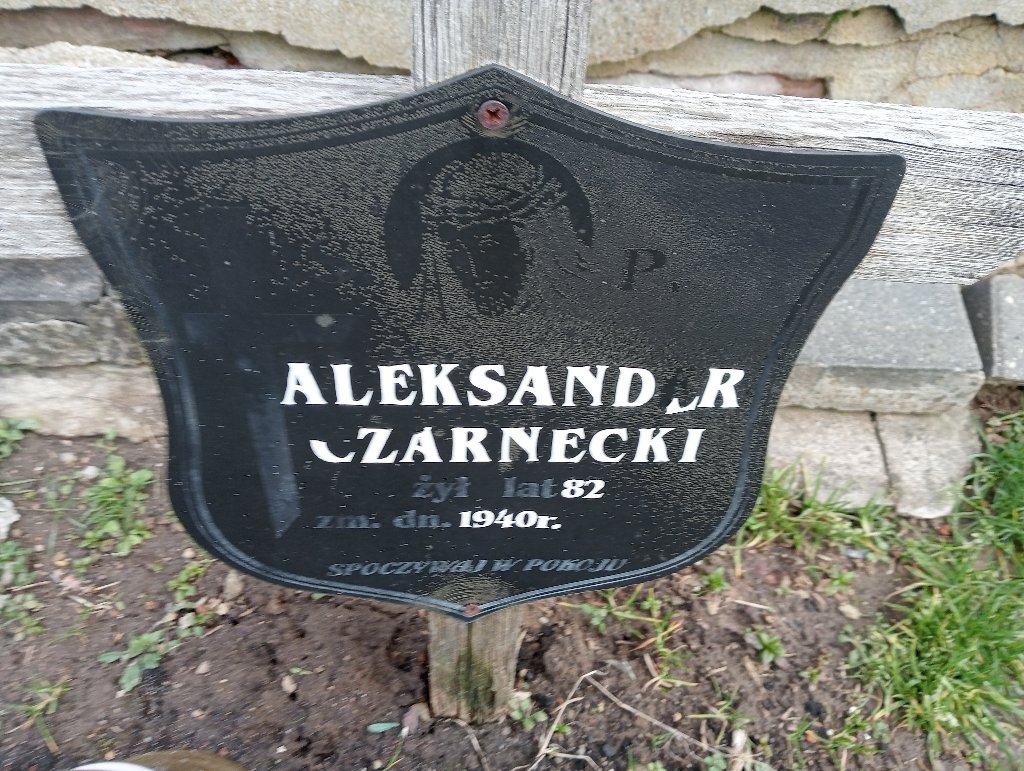 P.
ALEKSANDER
CZARNECKI
żył lat 82
zm. dn. 1940r.
SPOCZYWAJ W POKOJU